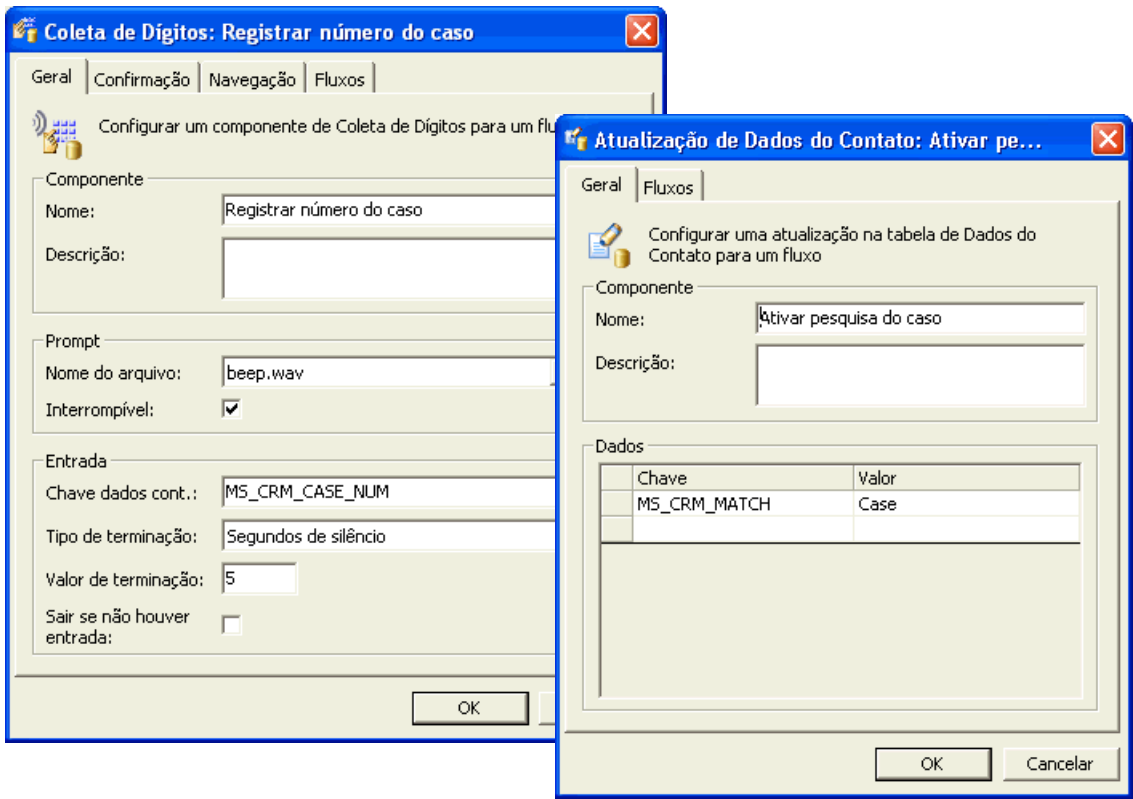 Coleta de Dígitos: Registrar número do caso
Geral Confirmação Navegação Fluxos
Configurar um componente de Coleta de Dígitos para um flu
Componente
Nome: Registrar número do caso
Descrição:
Prompt
Nome do arquivo: beep.wav
Interrompível:
Entrada
Chave dados cont.: MS_CRM_CASE_NUM
Tipo de terminação: Segundos de silêncio
Valor de terminação: 5
Sair se não houver
entrada:
OK
Atualização de Dados do Contato: Ativar pe...
Geral Fluxos
Configurar uma atualização na tabela de Dados do
Contato para um fluxo
Componente
Nome: Ativar pesquisa do caso
Descrição:
Dados
Chave Valor
MS_CRM_MATCH Case
OK Cancelar